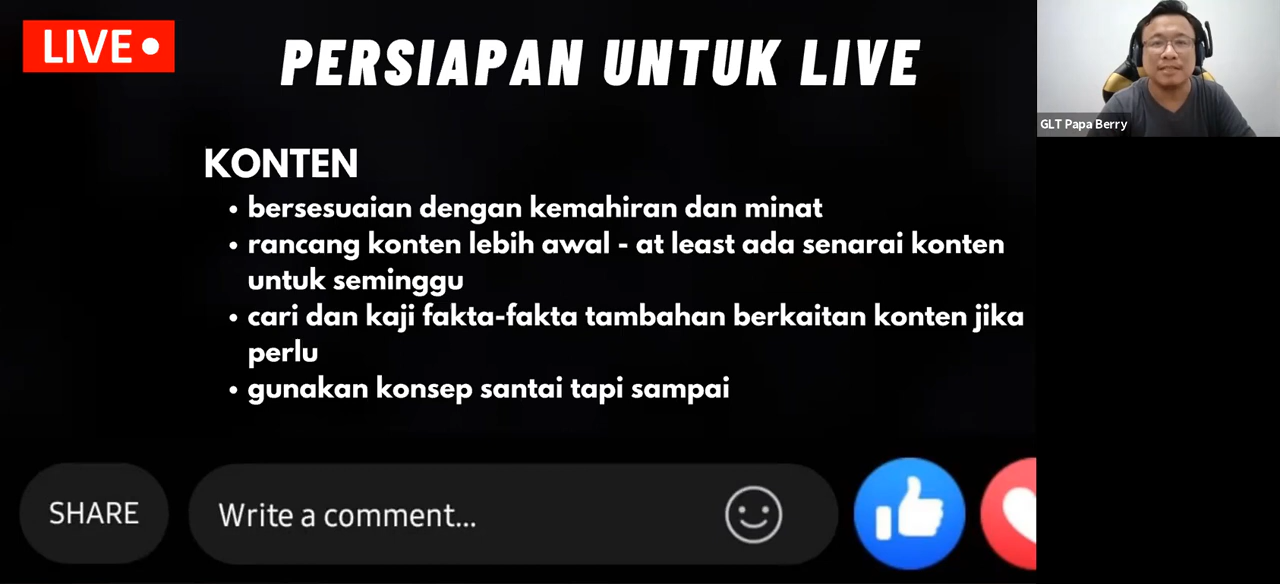 LIVE
PERSIAPAN UNTUK LIVE
GLT Papa Berry
KONTEN
• bersesuaian dengan kemahiran dan minat
• rancang konten lebih awal - at least ada senarai konten
untuk seminggu
• cari dan kaji fakta-fakta tambahan berkaitan konten jika
perlu
• gunakan konsep santai tapi sampai
SHARE
Write a comment...